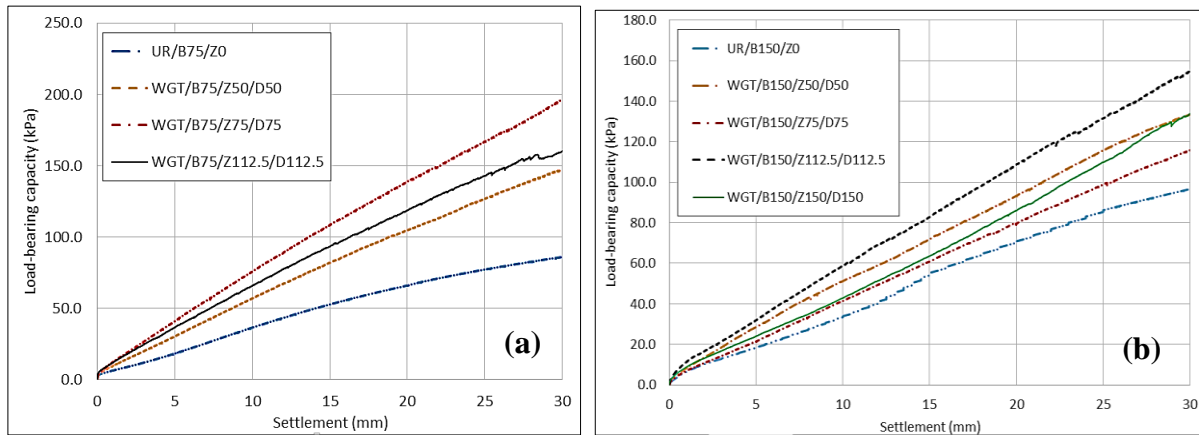 250.0
200.0
150.0
100.0
50.0
0.0
Load-bearing capacity (kPa)
UR/B75/Z0
WGT/B75/Z50/D50
WGT/B75/Z75/D75
WGT/B75/Z112.5/D112.5
(a)
0 5 10 15 20 25 30
Settlement (mm)
180.0
160.0
140.0
120.0
100.0
80.0
60.0
40.0
20.0
0.0
Load-bearing capacity (kPa)
UR/B150/Z0
WGT/B150/Z50/D50
WGT/B150/Z75/D75
WGT/B150/Z112.5/D112.5
WGT/B150/Z150/D150
(b)
0 5 10 15 20 25 30
Settlement (mm)